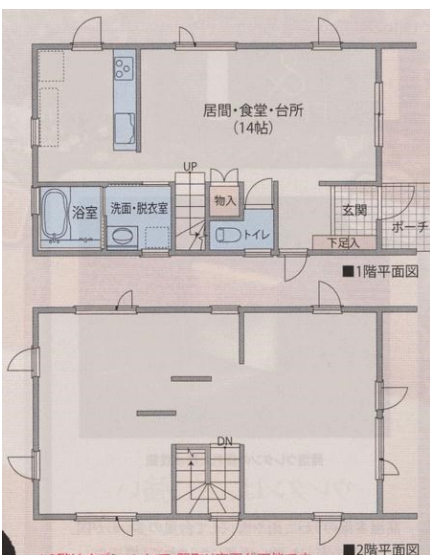 居間・食堂・台所
(14帖)
UP
浴室
洗面・脱衣室
物入
トイレ
玄関
ポーチ
下足入
■1階平面図
DN
■2階平面図